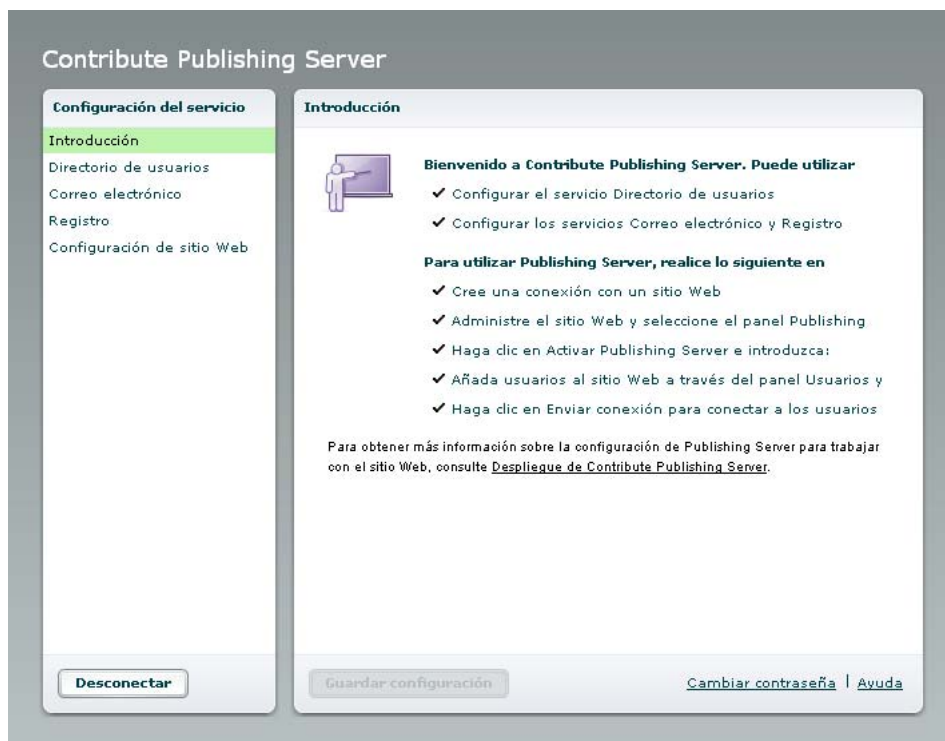 Contribute Publishing Server
Configuración del servicio
Introducción
Directorio de usuarios
Correo electrónico
Registro
Configuración de sitio Web
Desconectar
Introducción
Bienvenido a Contribute Publishing Server. Puede utilizar
✔ Configurar el servicio Directorio de usuarios
✔ Configurar los servicios Correo electrónico y Registro
Para utilizar Publishing Server, realice lo siguiente en
✔ Cree una conexión con un sitio Web
✔ Administre el sitio Web y seleccione el panel Publishing
✔ Haga clic en Activar Publishing Server e introduzca:
✔ Añada usuarios al sitio Web a través del panel Usuarios y
✔ Haga clic en Enviar conexión para conectar a los usuarios
Para obtener más información sobre la configuración de Publishing Server para trabajar
con el sitio Web, consulte Despliegue de Contribute Publishing Server.
Guardar configuración
Cambiar contraseña | Ayuda